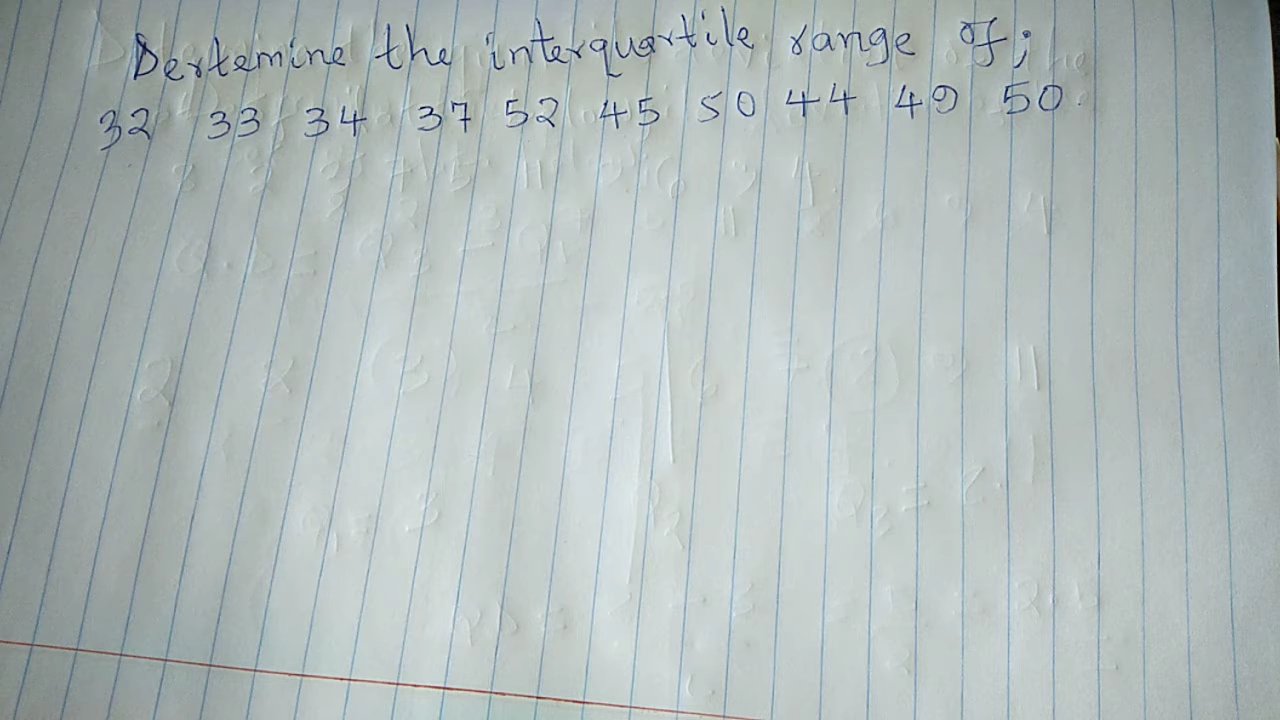 Dertemine the interquartile range of;
32 33 34 37 52 45 50 44 49 50